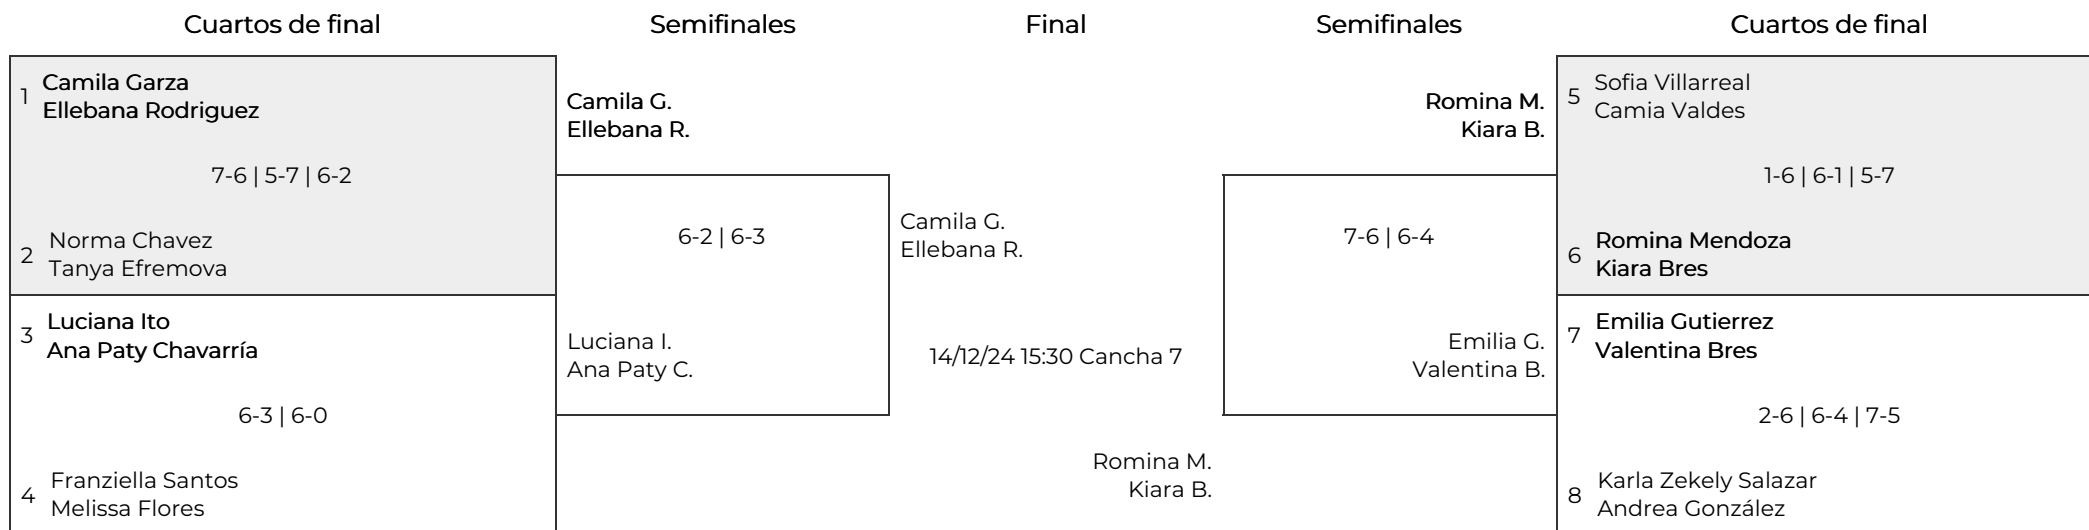 Cuartos de final
Semifinales
Final
Semifinales
Cuartos de final
1
Camila Garza
Ellebana Rodriguez
7-6 | 5-7 | 6-2
2
Norma Chavez
Tanya Efremova
3
Luciana Ito
Ana Paty Chavarría
6-3 | 6-0
4
Franziella Santos
Melissa Flores
Camila G.
Ellebana R.
6-2 | 6-3
Luciana I.
Ana Paty C.
Camila G.
Ellebana R.
14/12/24 15:30 Cancha 7
Romina M.
Kiara B.
Romina M.
Kiara B.
7-6 | 6-4
Emilia G.
Valentina B.
5
Sofia Villarreal
Camia Valdes
1-6 | 6-1 | 5-7
6
Romina Mendoza
Kiara Bres
7
Emilia Gutierrez
Valentina Bres
2-6 | 6-4 | 7-5
8
Karla Zekely Salazar
Andrea González